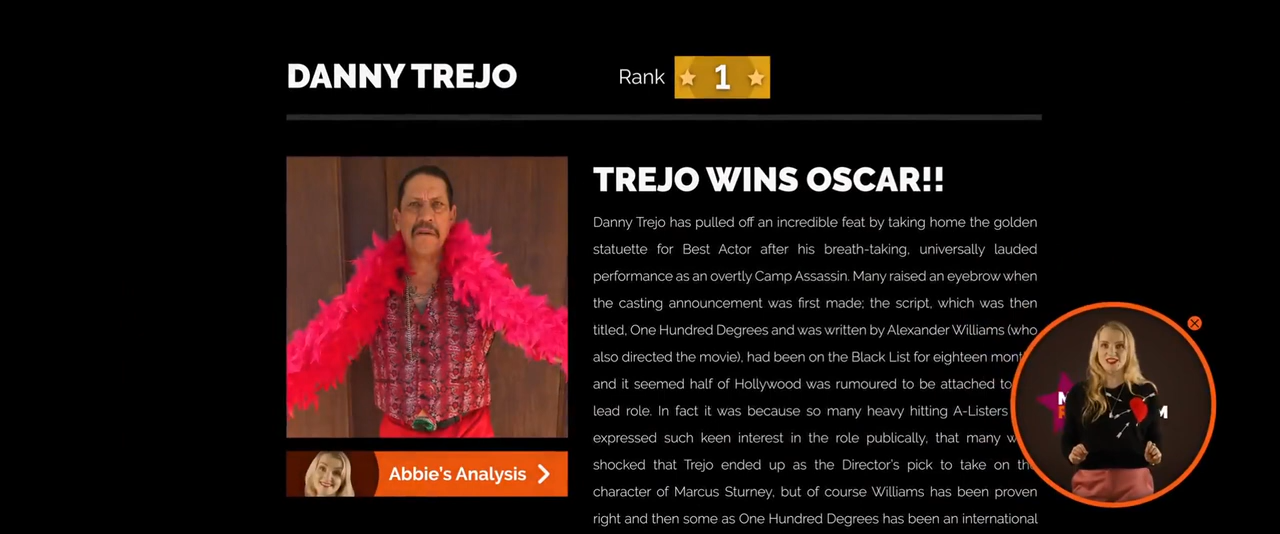 DANNY TREJO
Rank 1
TREJO WINS OSCAR!!
Danny Trejo has pulled off an incredible feat by taking home the golden
statuette for Best Actor after his breath-taking, universally lauded
performance as an overtly Camp Assassin. Many raised an eyebrow when
the casting announcement was first made; the script, which was then
titled, One Hundred Degrees and was written by Alexander Williams (who
also directed the movie), had been on the Black List for eighteen
and it seemed half of Hollywood was rumoured to be attached to
lead role. In fact it was because so many heavy hitting A-Listers
expressed such keen interest in the role publically, that many
shocked that Trejo ended up as the Director's pick to take on
character of Marcus Sturney, but of course Williams has been proven
right and then some as One Hundred Degrees has been an international
Abbie's Analysis